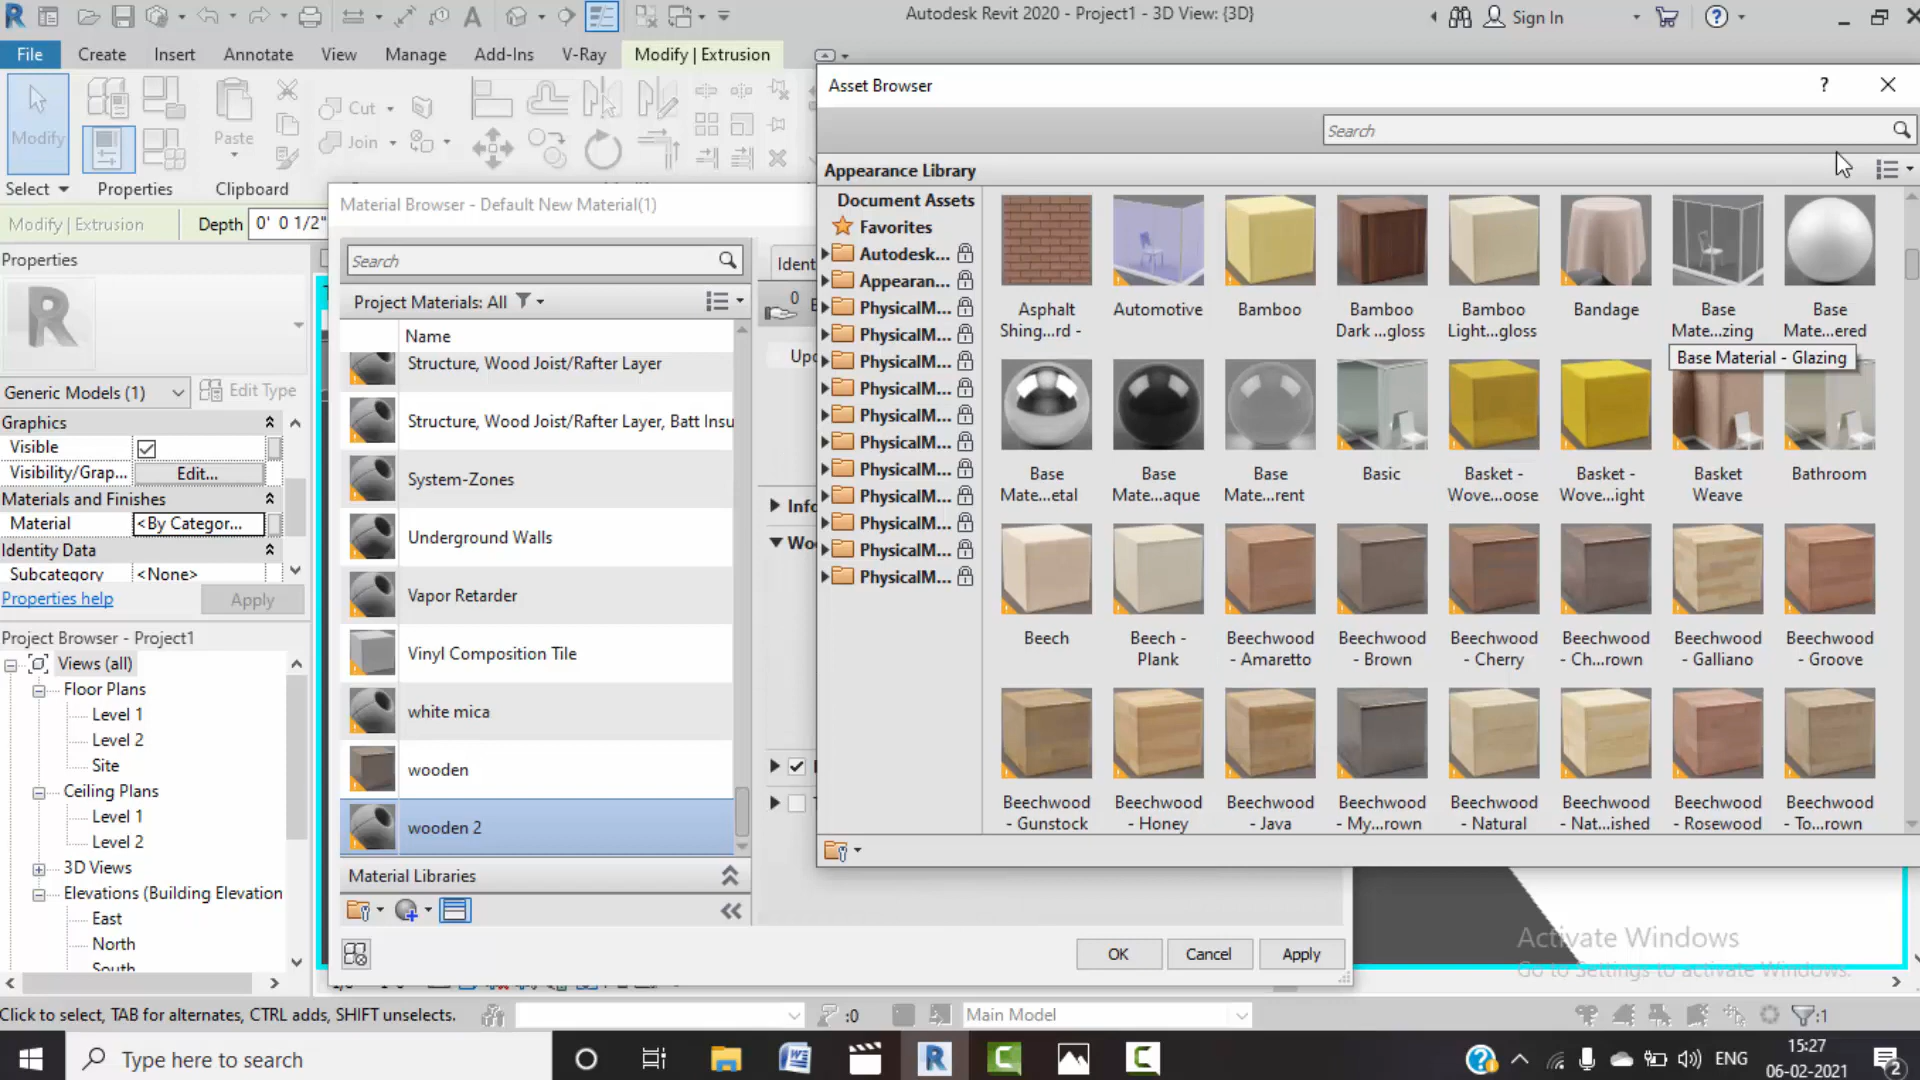 Autodesk Revit 2020 - Project1 - 3D View: {3D}
Sign In
File
Create
Insert
Annotate
View
Manage
Add-Ins
V-Ray
Modify | Extrusion
Modify
Paste
Cut
Join
Select
Properties
Clipboard
Modify | Extrusion
Depth
0' 0 1/2"
Properties
Generic Models (1)
Edit Type
Graphics
Visible
Visibility/Grap...
Edit...
Materials and Finishes
Material
<By Categor...
Identity Data
Subcategory
<None>
Properties help
Apply
Project Browser - Project1
Views (all)
Floor Plans
Level 1
Level 2
Site
Ceiling Plans
Level 1
Level 2
3D Views
Elevations (Building Elevation
East
North
South
Material Browser - Default New Material(1)
Search
Project Materials: All
Name
Structure, Wood Joist/Rafter Layer
Structure, Wood Joist/Rafter Layer, Batt Insu
System-Zones
Underground Walls
Vapor Retarder
Vinyl Composition Tile
white mica
wooden
wooden 2
Material Libraries
Ident
0
Upd
Info
Wo
OK
Cancel
Apply
Asset Browser
?
Search
Appearance Library
Document Assets
Favorites
Autodesk...
Appearan...
PhysicalM...
PhysicalM...
PhysicalM...
PhysicalM...
PhysicalM...
PhysicalM...
PhysicalM...
PhysicalM...
PhysicalM...
PhysicalM...
PhysicalM...
Asphalt Shing...rd -
Automotive
Bamboo
Bamboo Dark ...gloss
Bamboo Light...gloss
Bandage
Base Mate...zing
Base Mate...ered
Base Material - Glazing
Base Mate...etal
Base Mate...aque
Base Mate...rent
Basic
Basket - Wove...oose
Basket - Wove...ight
Basket Weave
Bathroom
Beech
Beech - Plank
Beechwood - Amaretto
Beechwood - Brown
Beechwood - Cherry
Beechwood - Ch...rown
Beechwood - Galliano
Beechwood - Groove
Beechwood - Gunstock
Beechwood - Honey
Beechwood - Java
Beechwood - My...rown
Beechwood - Natural
Beechwood - Nat...ished
Beechwood - Rosewood
Beechwood - To...rown
Activate Windows
Go to Settings to activate Windows.
Click to select, TAB for alternates, CTRL adds, SHIFT unselects.
:0
Main Model
:1
Type here to search
ENG
15:27
06-02-2021
2